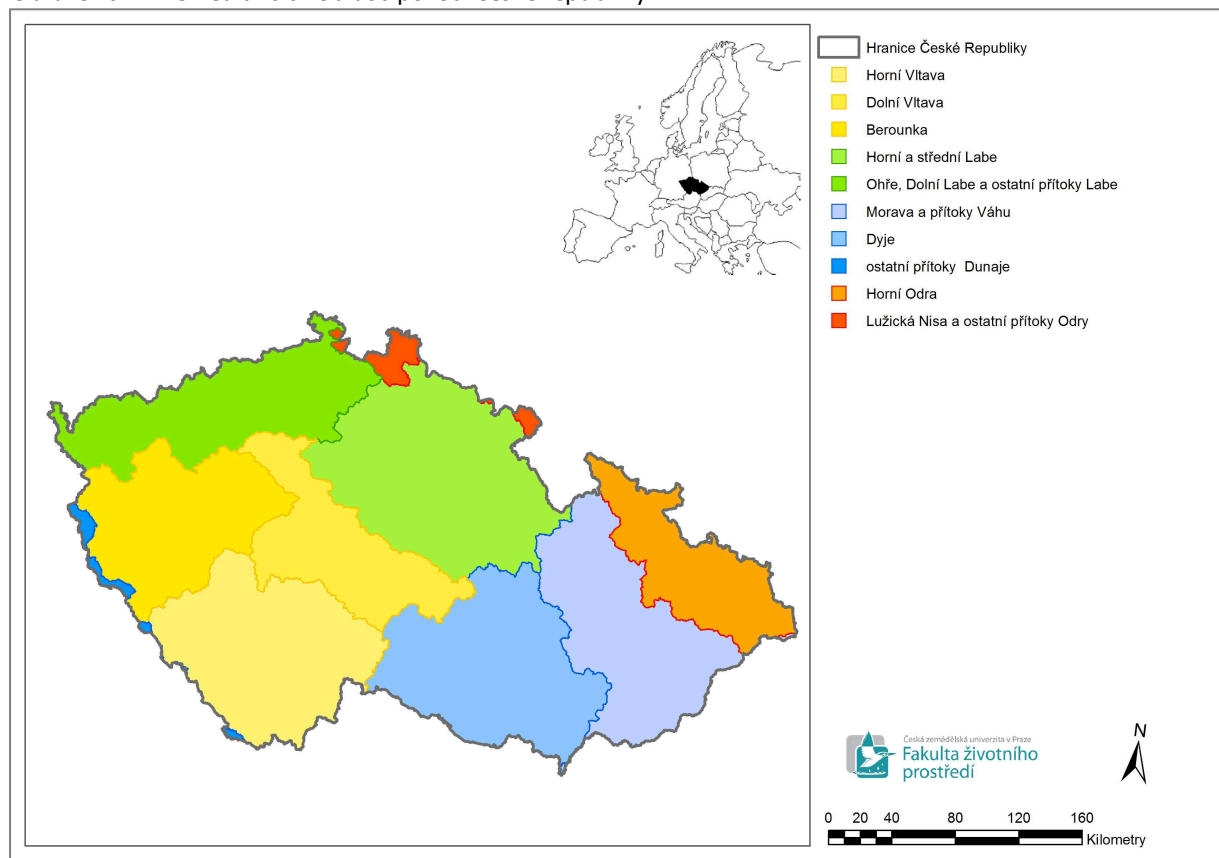 Hranice České Republiky
Horní Vltava
Dolní Vltava
Berounka
Horní a střední Labe
Ohře, Dolní Labe a ostatní přítoky Labe
Morava a přítoky Váhu
Dyje
ostatní přítoky Dunaje
Horní Odra
Lužická Nisa a ostatní přítoky Odry
Česká zemědělská univerzita v Praze
Fakulta životního
prostředí
N
0 20 40 80 120 160
Kilometry